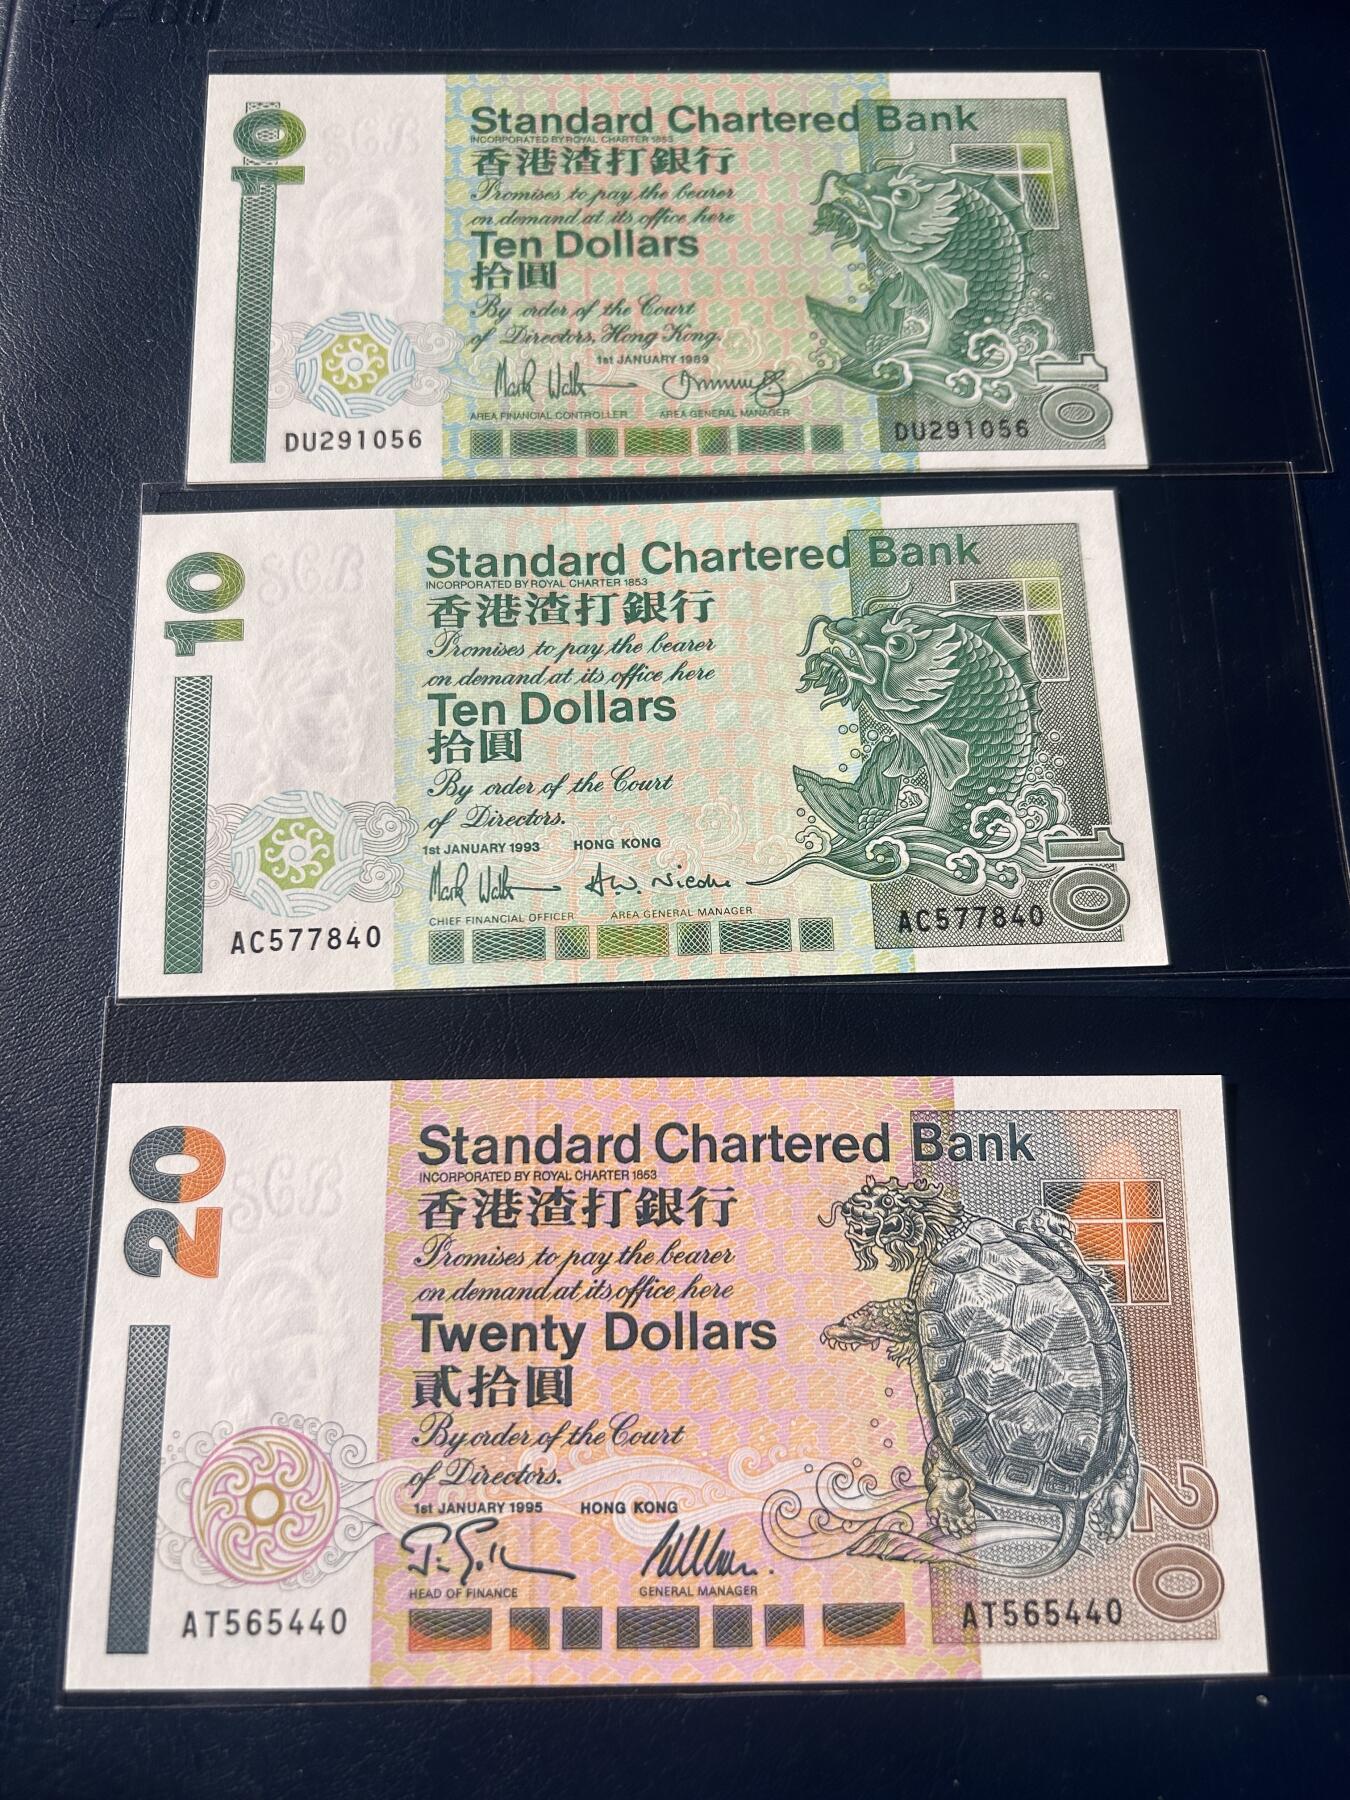 10
Standard Chartered Bank
INCORPORATED BY ROYAL CHARTER 1853
香港渣打銀行
Promises to pay the bearer
on demand at its office here
Ten Dollars
拾圓
By order of the Court
of Directors, Hong Kong.
1st JANUARY 1989
AREA FINANCIAL CONTROLLER AREA GENERAL MANAGER
DU291056 DU291056
10
10
SCB
Standard Chartered Bank
INCORPORATED BY ROYAL CHARTER 1853
香港渣打銀行
Promises to pay the bearer
on demand at its office here
Ten Dollars
拾圓
By order of the Court
of Directors.
1st JANUARY 1993 HONG KONG
CHIEF FINANCIAL OFFICER AREA GENERAL MANAGER
AC577840 AC577840
10
20
SCB
Standard Chartered Bank
INCORPORATED BY ROYAL CHARTER 1853
香港渣打銀行
Promises to pay the bearer
on demand at its office here
Twenty Dollars
貳拾圓
By order of the Court
of Directors.
1st JANUARY 1995 HONG KONG
HEAD OF FINANCE GENERAL MANAGER
AT565440 AT565440
20